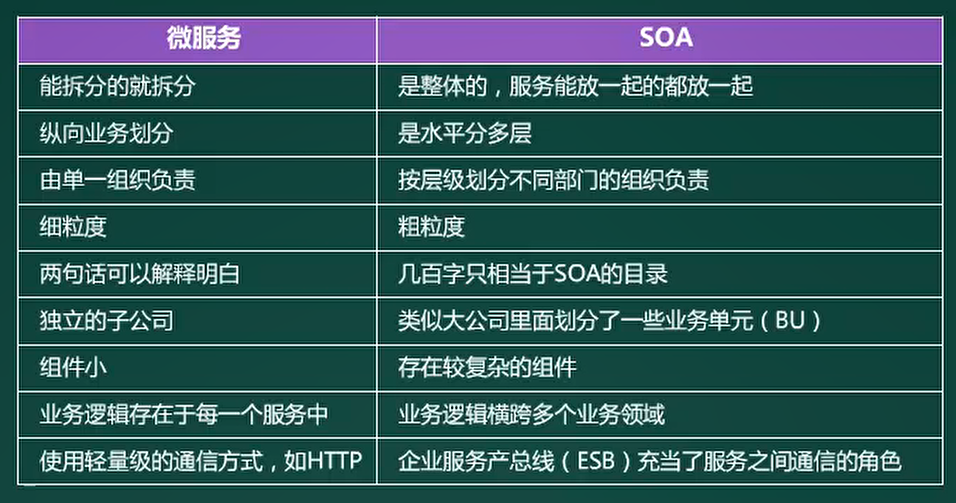 微服务 SOA
能拆分的就拆分 是整体的，服务能放一起的都放一起
纵向业务划分 是水平分多层
由单一组织负责 按层级划分不同部门的组织负责
细粒度 粗粒度
两句话可以解释明白 几百字只相当于SOA的目录
独立的子公司 类似大公司里面划分了一些业务单元（BU）
组件小 存在较复杂的组件
业务逻辑存在于每一个服务中 业务逻辑横跨多个业务领域
使用轻量级的通信方式，如HTTP 企业服务产总线（ESB）充当了服务之间通信的角色